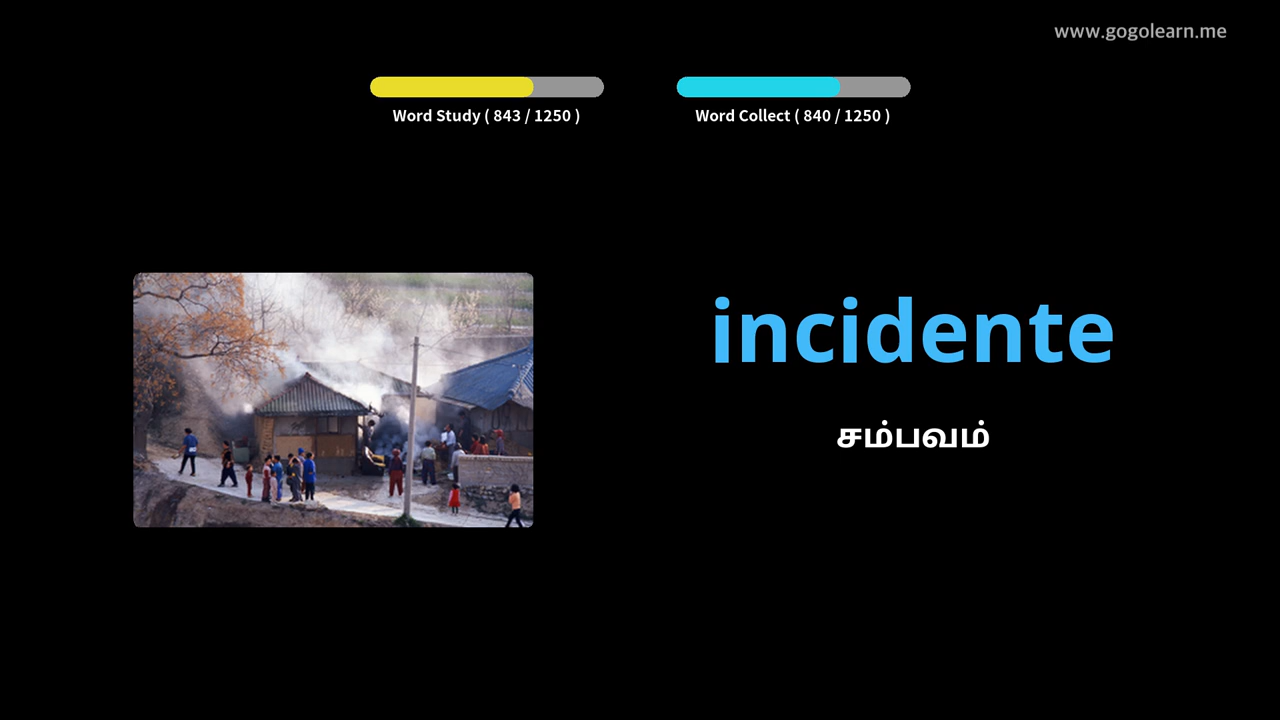 www.gogolearn.me
Word Study ( 843 / 1250 )
Word Collect ( 840 / 1250 )
incidente
சம்பவம்